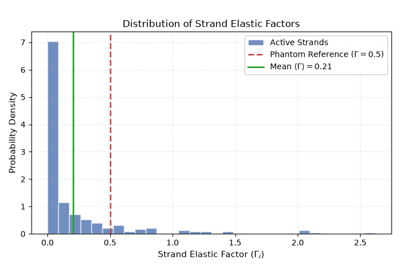 Distribution of Strand Elastic Factors
Active Strands
Phantom Reference (Γ = 0.5)
Mean ⟨Γ⟩ = 0.21
Probability Density
7
6
5
4
3
2
1
0
0.0 0.5 1.0 1.5 2.0 2.5
Strand Elastic Factor (Γᵢ)